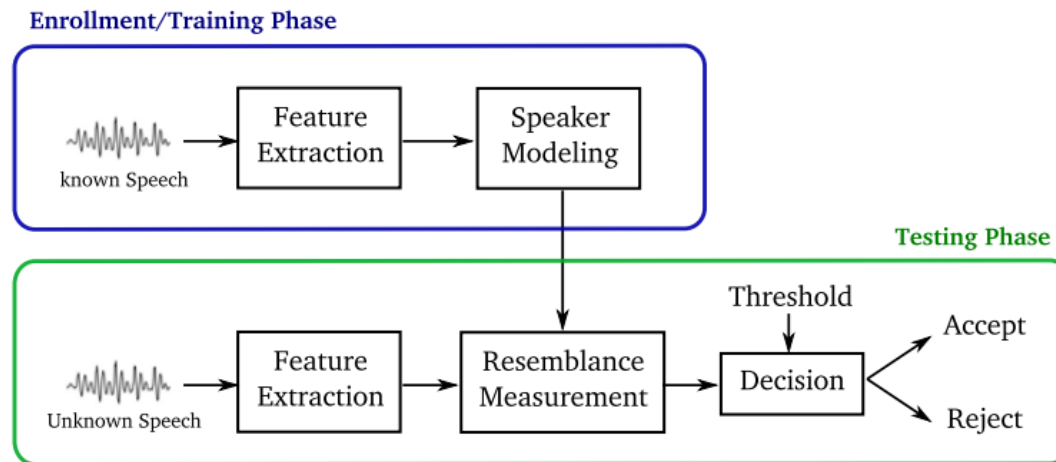 Enrollment/Training Phase
Feature
Extraction
Speaker
Modeling
known Speech
Testing Phase
Threshold
Accept
Feature
Extraction
Resemblance
Measurement
Decision
Reject
Unknown Speech